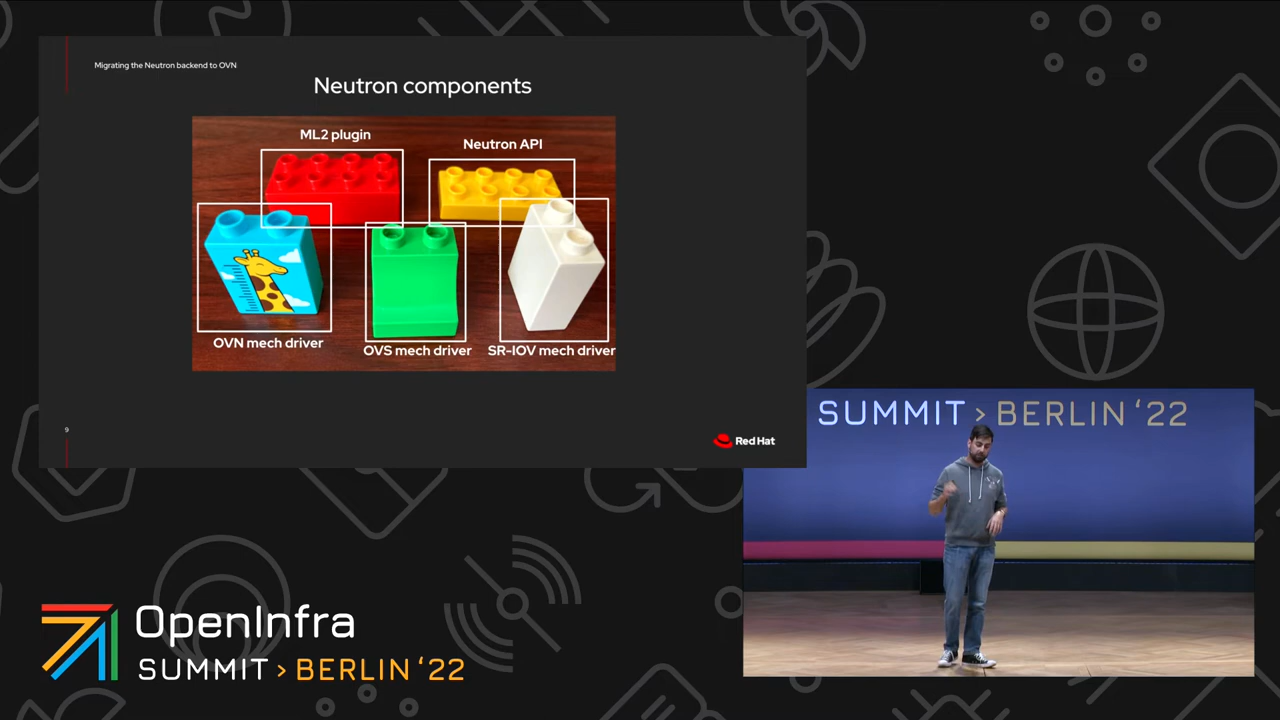 Migrating the Neutron backend to OVN
Neutron components
ML2 plugin
Neutron API
OVN mech driver
OVS mech driver
SR-IOV mech driver
9
Red Hat
SUMMIT > BERLIN ‘22
OpenInfra
SUMMIT > BERLIN ‘22